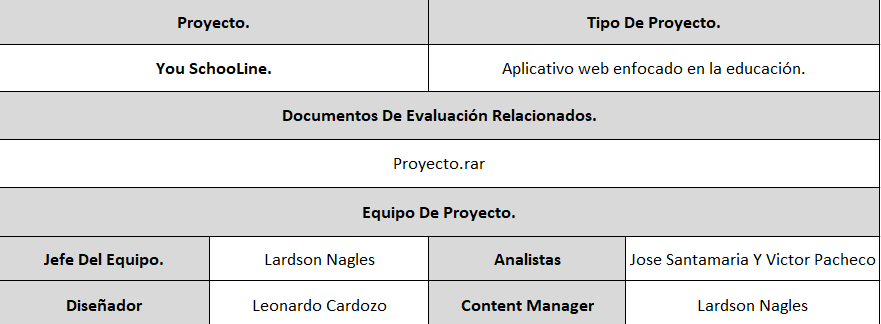 Proyecto. Tipo De Proyecto.
You SchooLine. Aplicativo web enfocado en la educación.
Documentos De Evaluación Relacionados.
Proyecto.rar
Equipo De Proyecto.
Jefe Del Equipo. Lardson Nagles Analistas Jose Santamaria Y Victor Pacheco
Diseñador Leonardo Cardozo Content Manager Lardson Nagles